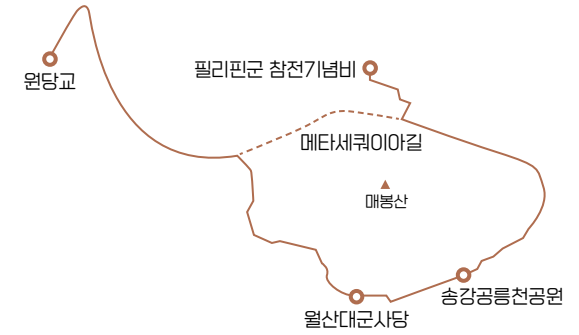 필리핀군 참전기념비
원당교
메타세쿼이아길
매봉산
송강공릉천공원
월산대군사당